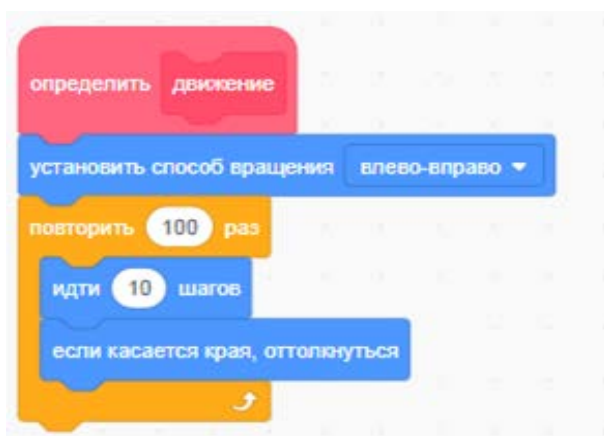 определить движение
установить способ вращения влево-вправо
повторить 100 раз
идти 10 шагов
если касается края, оттолкнуться